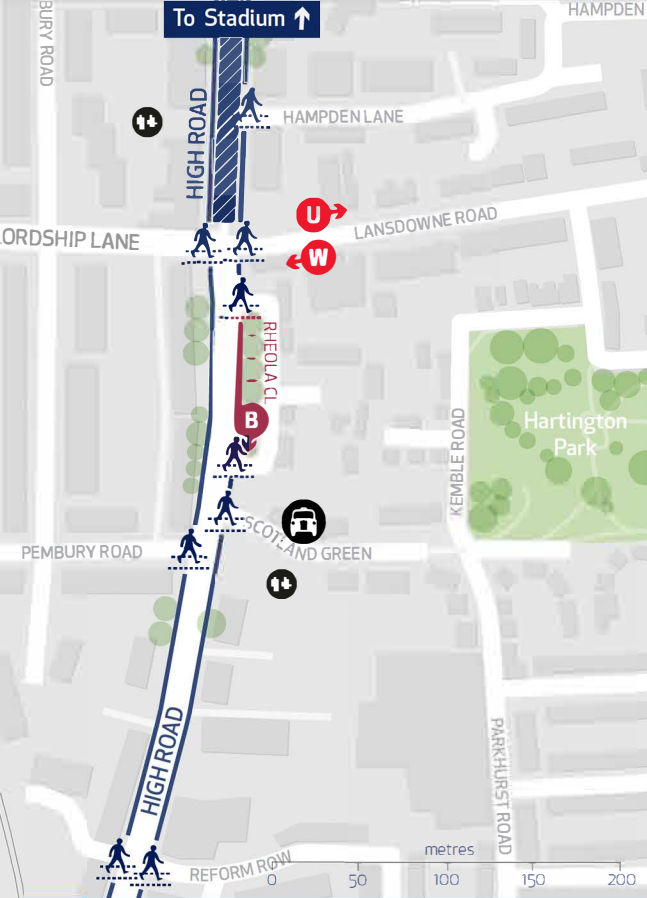 To Stadium ↑
BURY ROAD
HAMPDEN
HIGH ROAD
HAMPDEN LANE
U
LANSDOWNE ROAD
LORDSHIP LANE
W
RHEOLA CL
B
Hartington
Park
KEMBLE ROAD
SCOTLAND GREEN
PEMBURY ROAD
HIGH ROAD
PARKHURST ROAD
metres
REFORM ROW
0 50 100 150 200